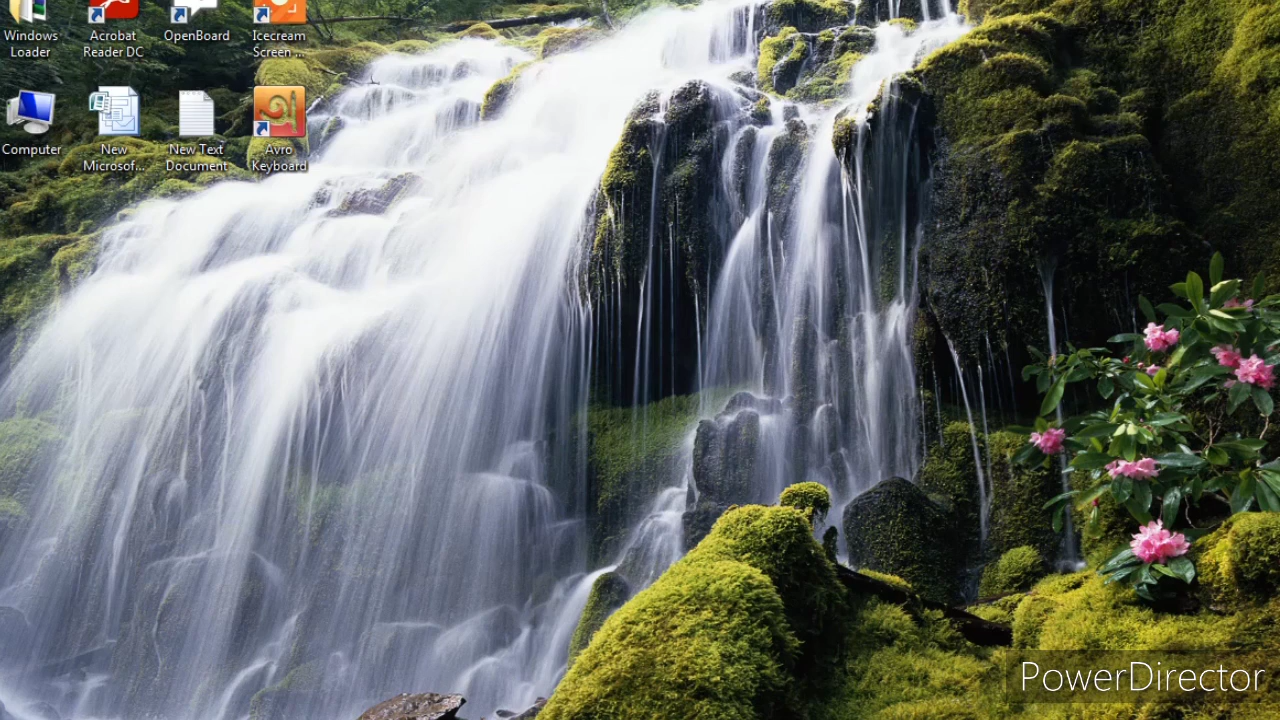 Windows
Loader
Acrobat
Reader DC
OpenBoard
Icecream
Screen ...
Computer
New
Microsof...
New Text
Document
Avro
Keyboard
PowerDirector